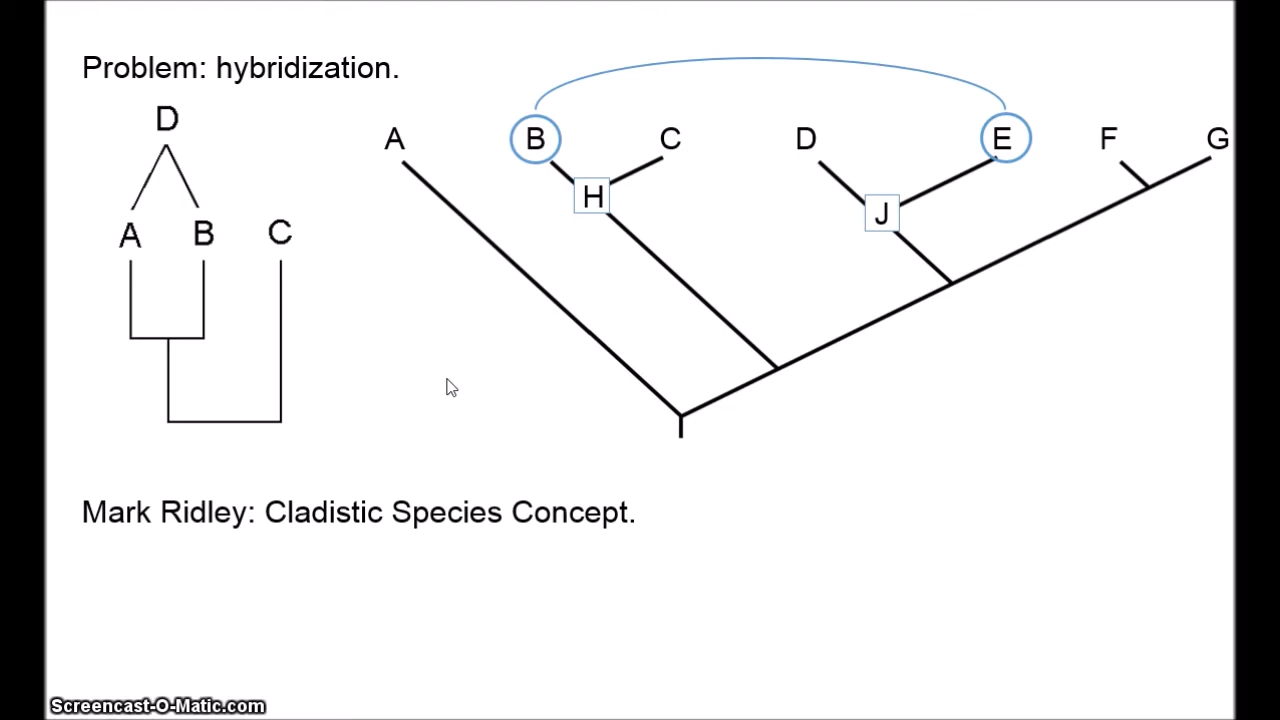 Problem: hybridization.
D
A B C
A B C D E F G
H
J
Mark Ridley: Cladistic Species Concept.
Screencast-O-Matic.com